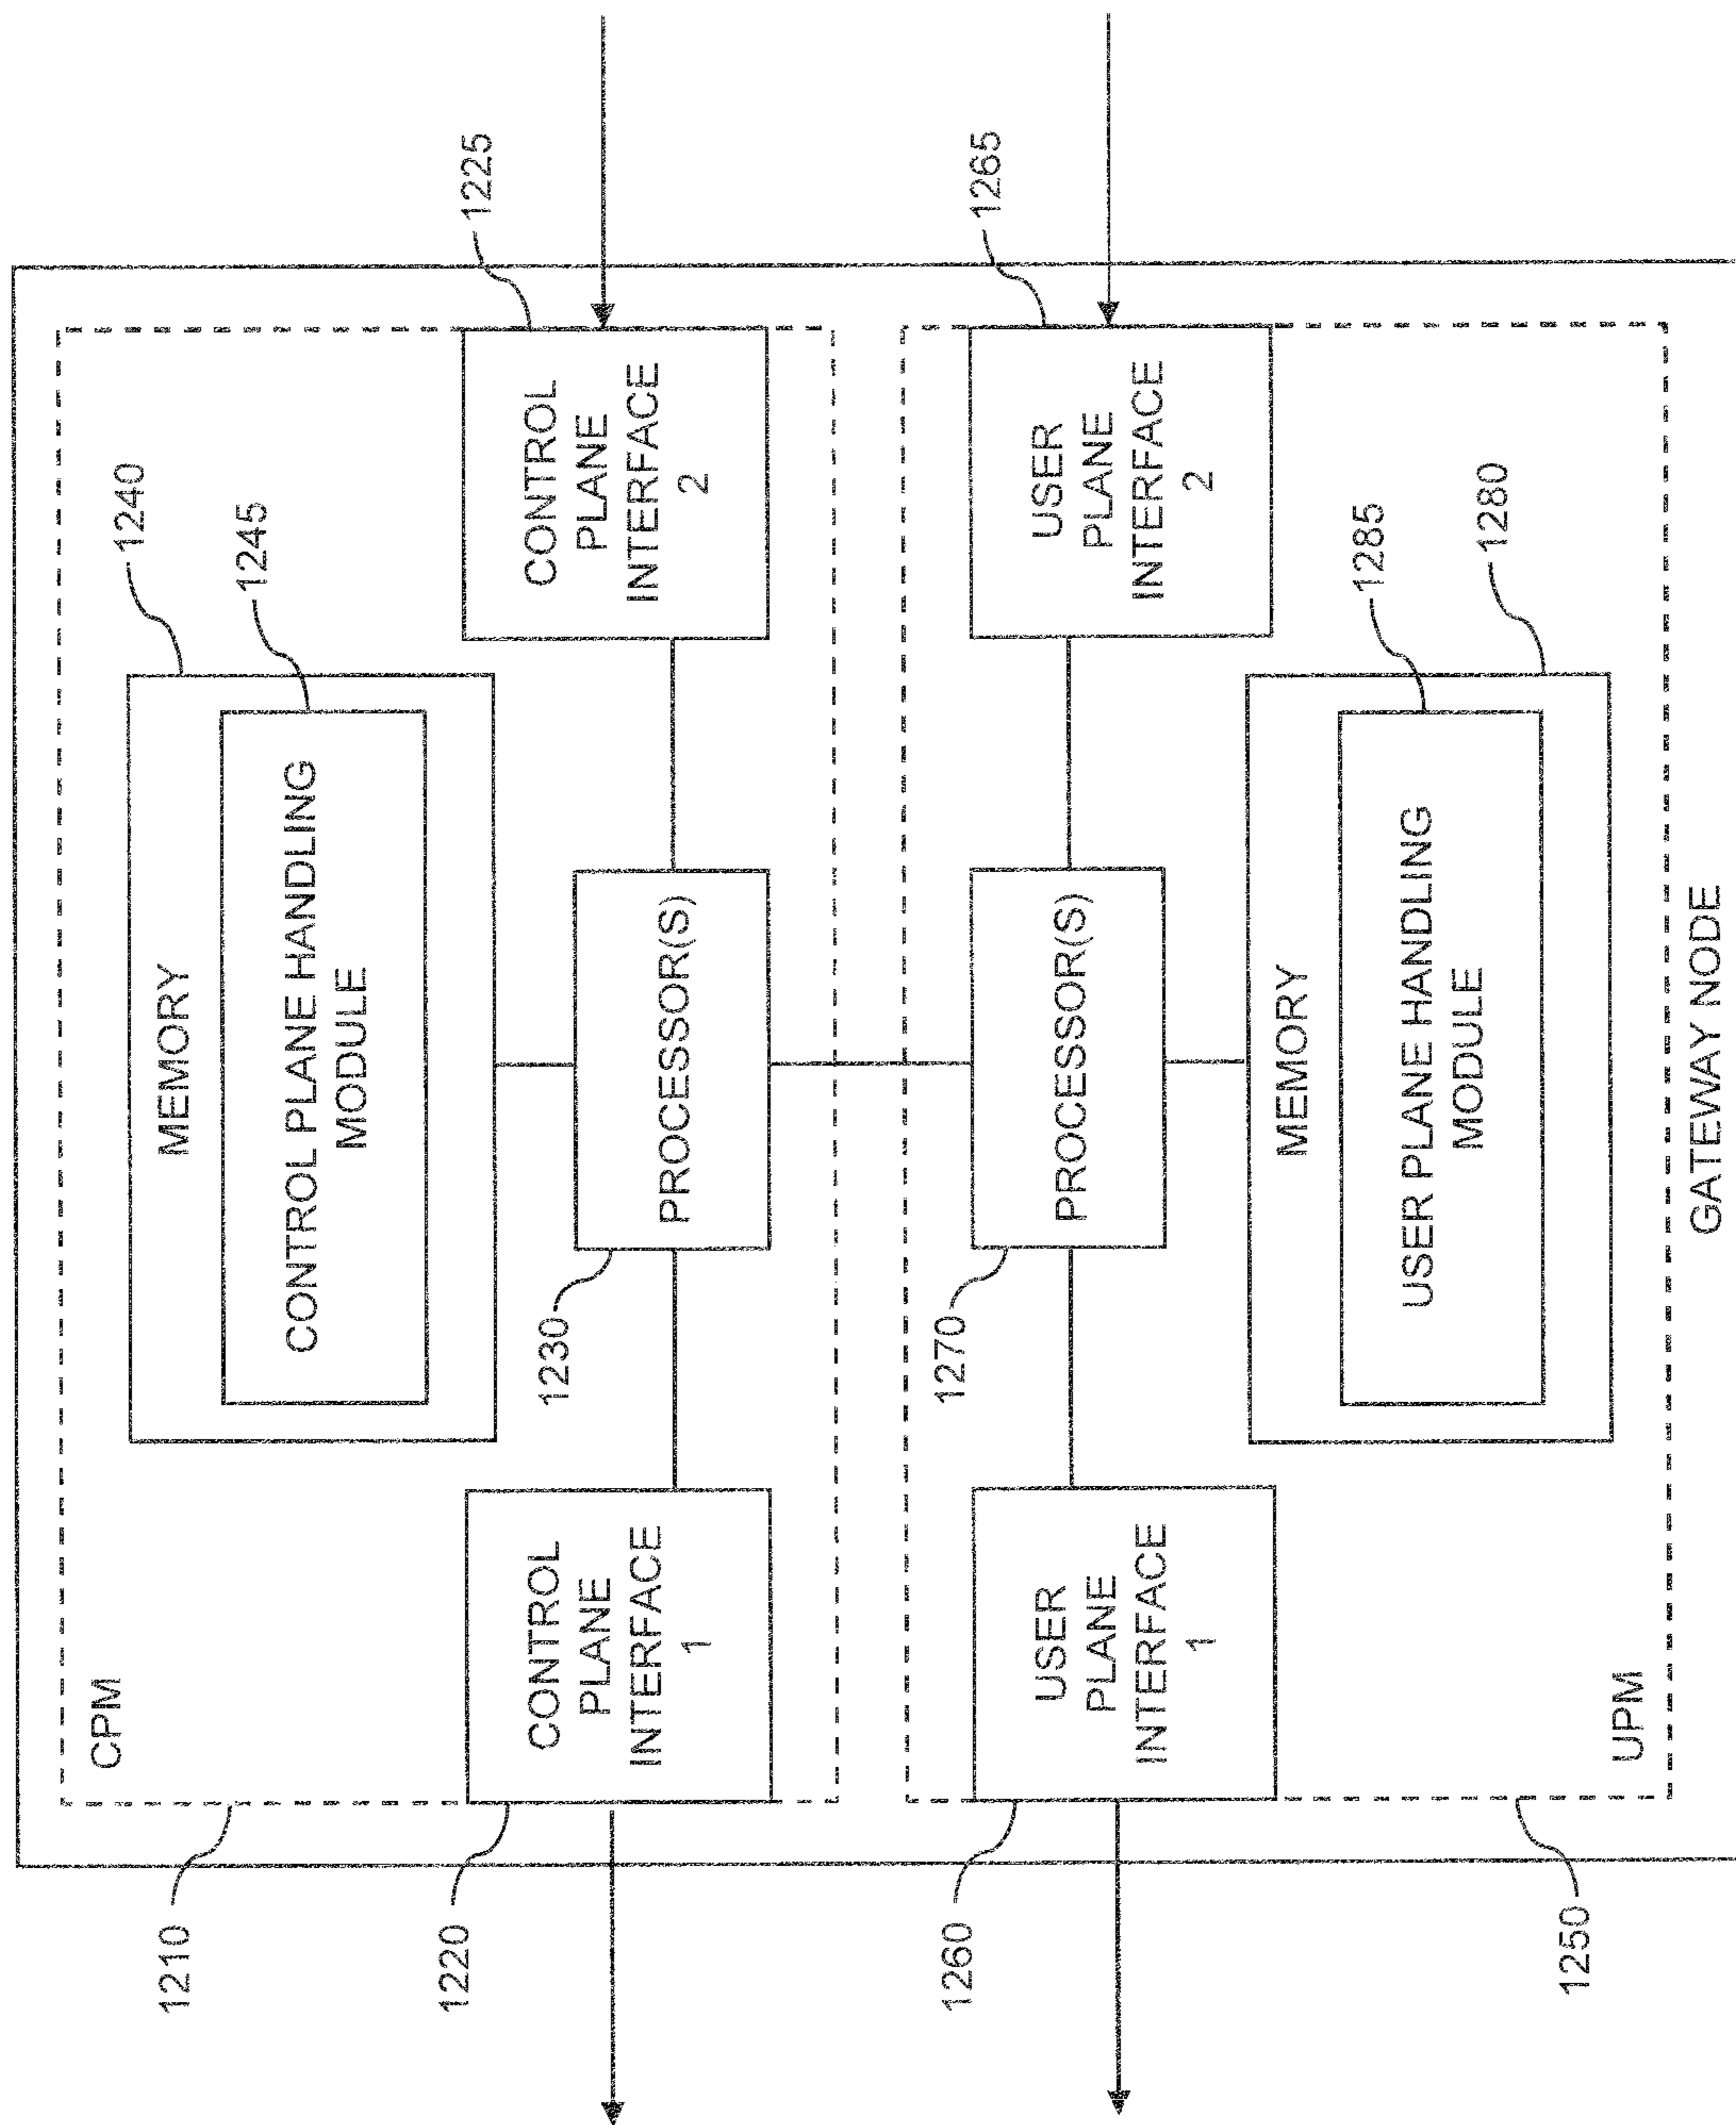 CPM
1210
MEMORY
1240
CONTROL PLANE HANDLING
MODULE
1245
CONTROL
PLANE
INTERFACE
1
1220
PROCESSOR(S)
1230
CONTROL
PLANE
INTERFACE
2
1225
USER
PLANE
INTERFACE
1
1260
PROCESSOR(S)
1270
USER
PLANE
INTERFACE
2
1265
MEMORY
1280
USER PLANE HANDLING
MODULE
1285
UPM
1250
GATEWAY NODE